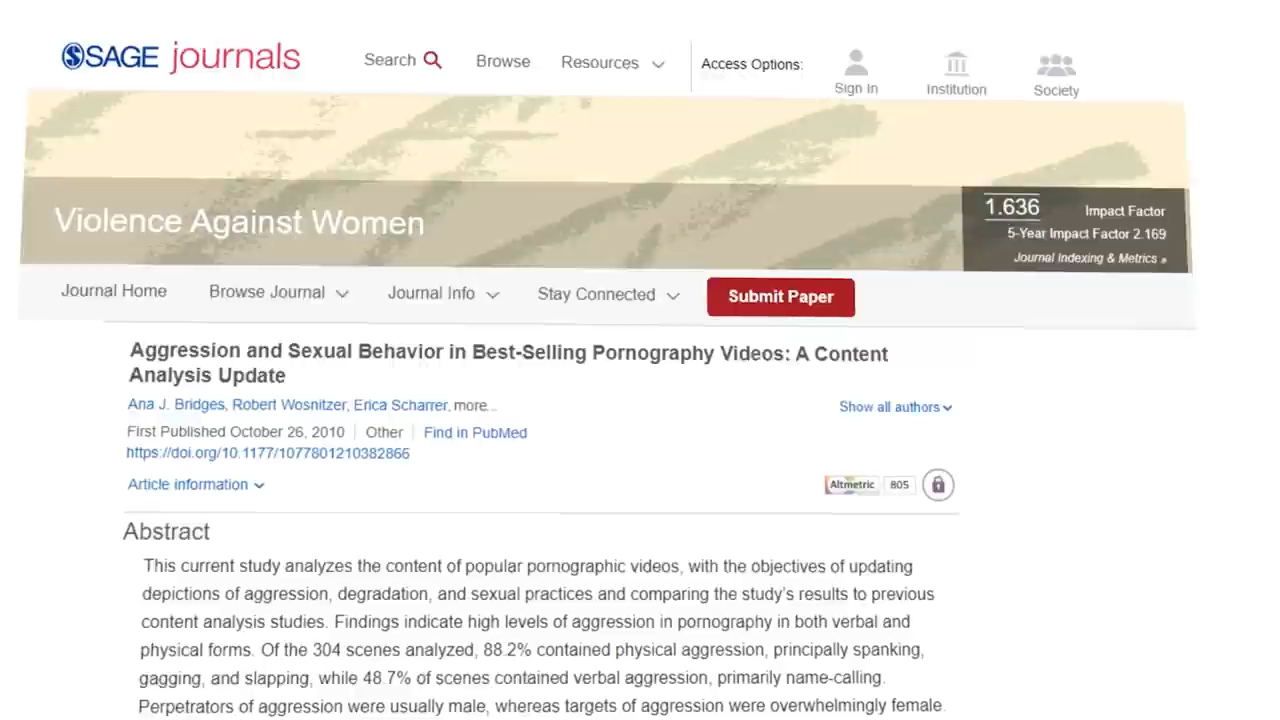 SAGE journals
Search Browse Resources Access Options: Sign In Institution Society
Violence Against Women
1.636 Impact Factor
5-Year Impact Factor 2.169
Journal Indexing & Metrics »
Journal Home Browse Journal Journal Info Stay Connected Submit Paper
Aggression and Sexual Behavior in Best-Selling Pornography Videos: A Content
Analysis Update
Ana J. Bridges, Robert Wosnitzer, Erica Scharrer, more... Show all authors
First Published October 26, 2010 Other Find in PubMed
https://doi.org/10.1177/1077801210382866
Article information Altmetric 805
Abstract
This current study analyzes the content of popular pornographic videos, with the objectives of updating
depictions of aggression, degradation, and sexual practices and comparing the study's results to previous
content analysis studies. Findings indicate high levels of aggression in pornography in both verbal and
physical forms. Of the 304 scenes analyzed, 88.2% contained physical aggression, principally spanking,
gagging, and slapping, while 48.7% of scenes contained verbal aggression, primarily name-calling.
Perpetrators of aggression were usually male, whereas targets of aggression were overwhelmingly female.